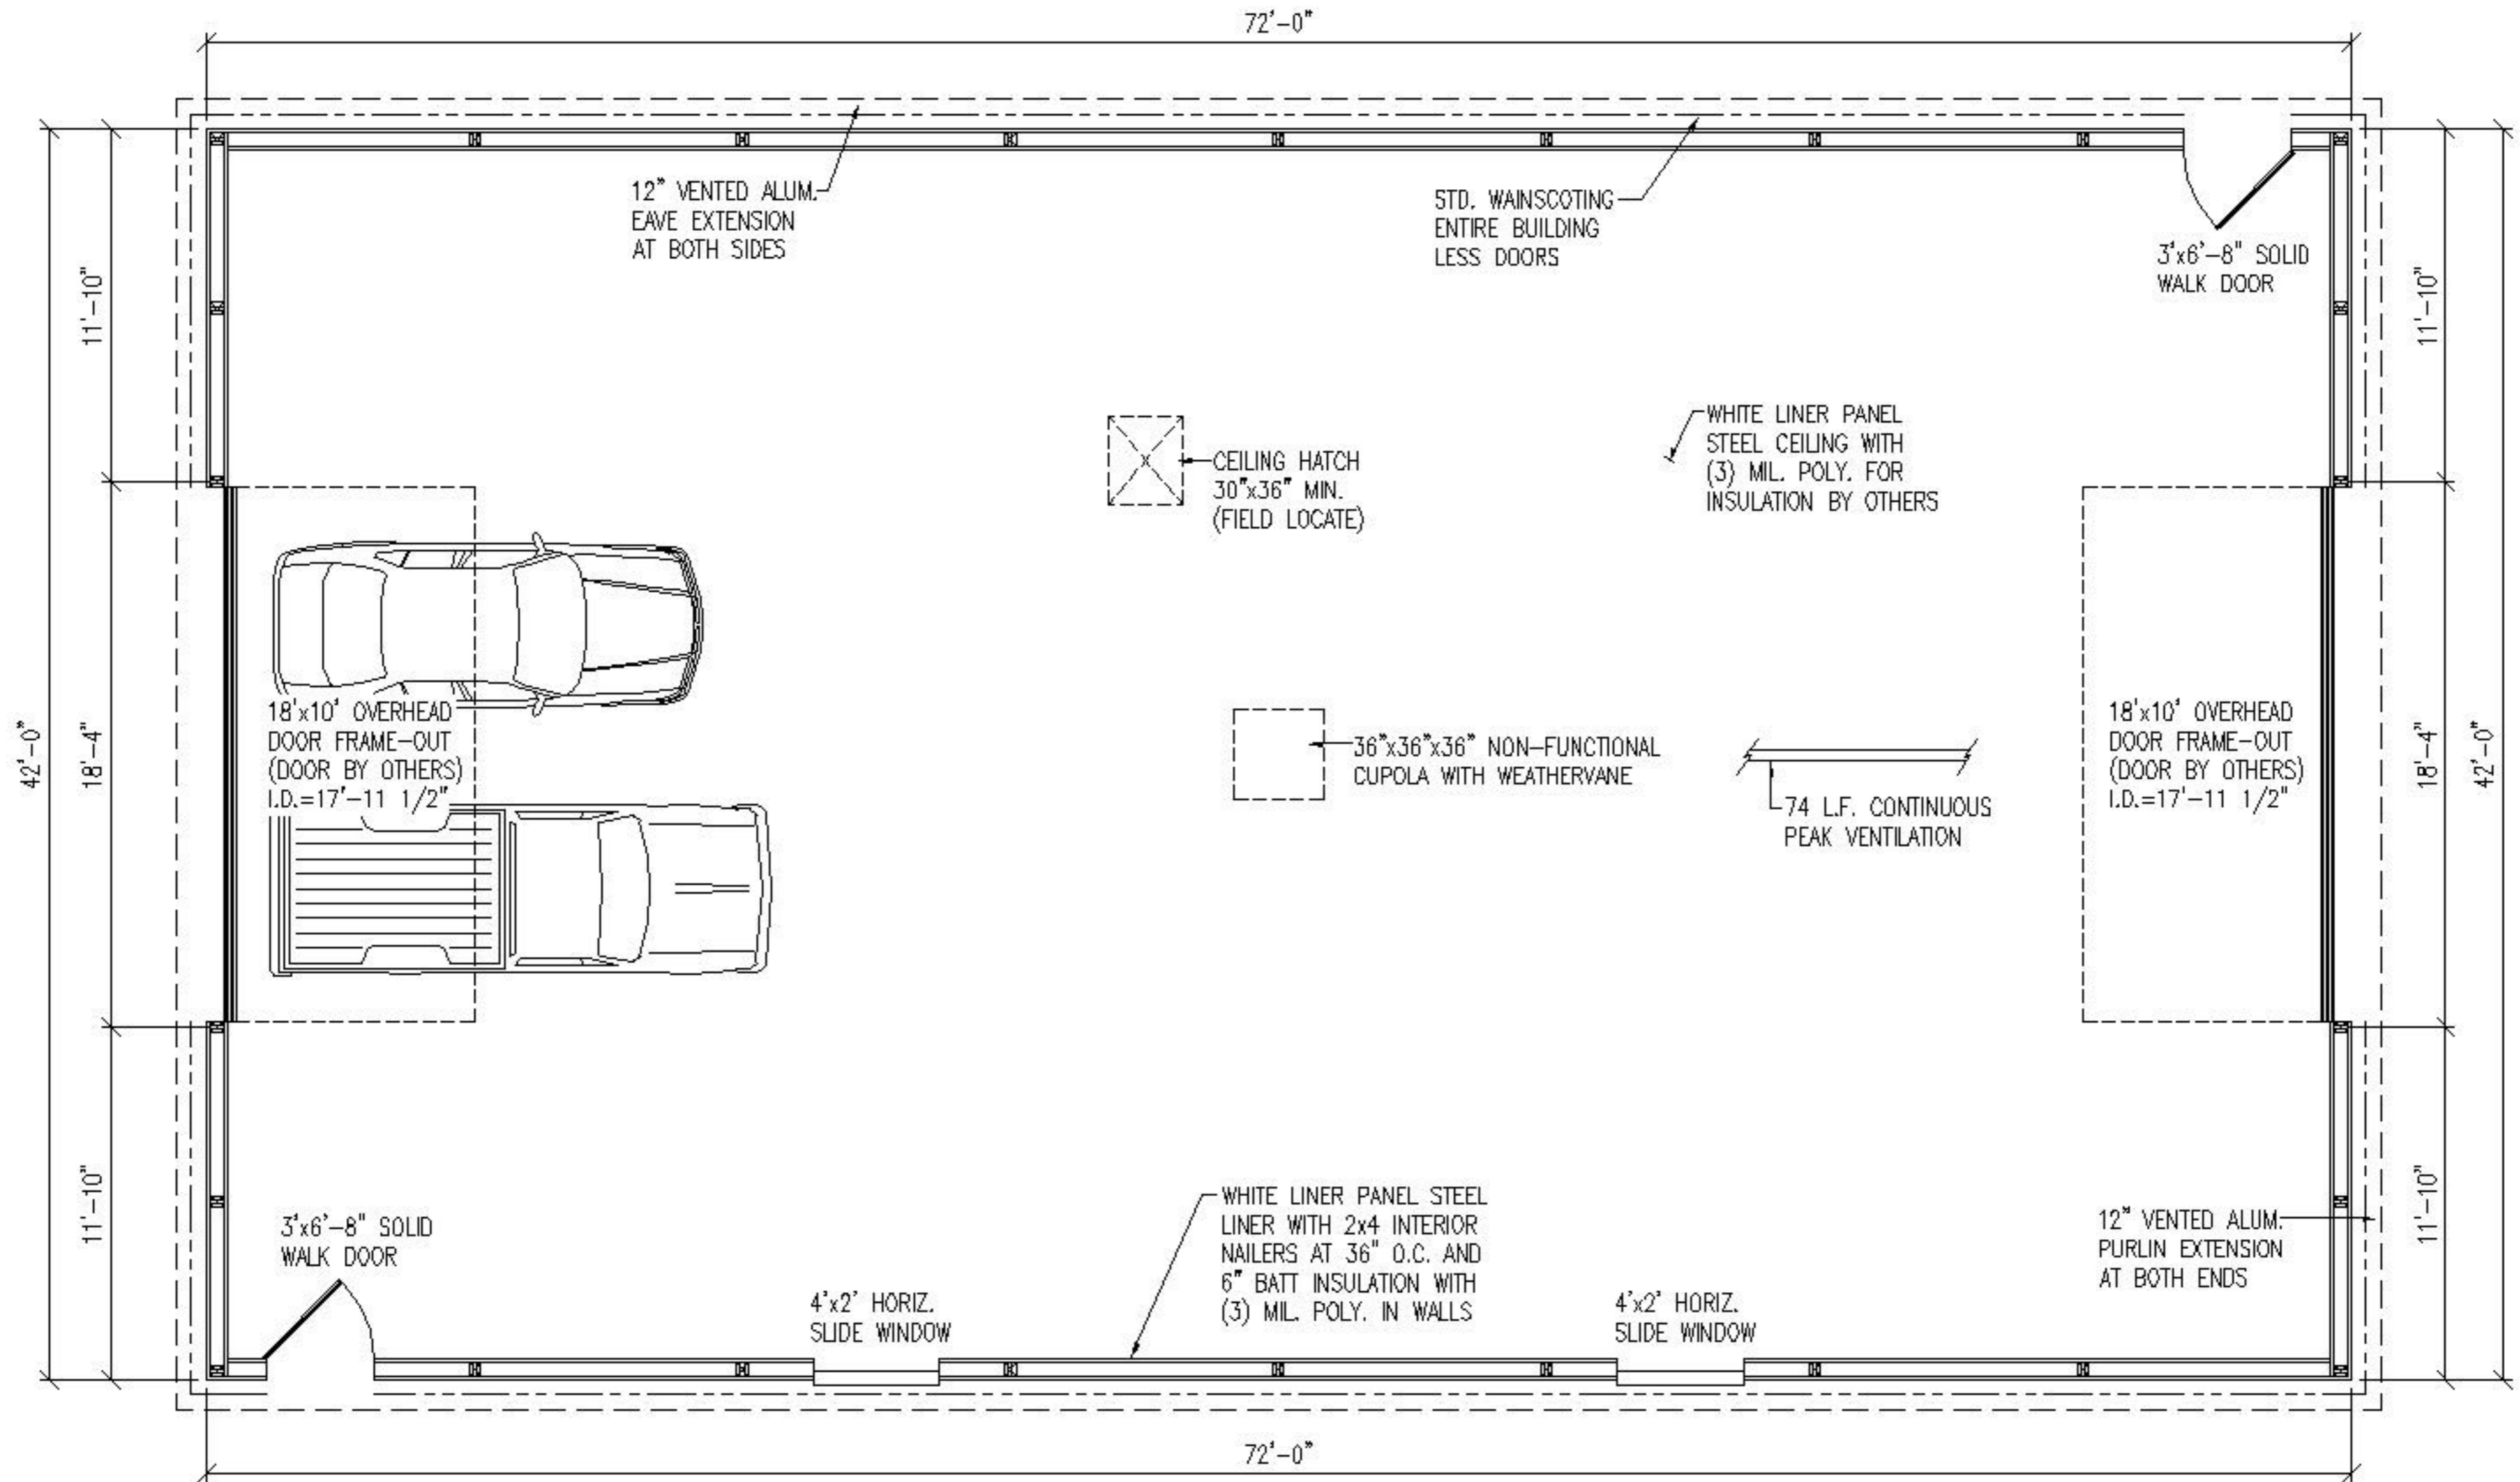 72'-0"
12" VENTED ALUM.
EAVE EXTENSION
AT BOTH SIDES
STD. WAINSCOTING
ENTIRE BUILDING
LESS DOORS
3'x6'-8" SOLID
WALK DOOR
11'-10"
11'-10"
CEILING HATCH
30"x36" MIN.
(FIELD LOCATE)
WHITE LINER PANEL
STEEL CEILING WITH
(3) MIL. POLY. FOR
INSULATION BY OTHERS
42'-0"
18'-4"
18'x10' OVERHEAD
DOOR FRAME-OUT
(DOOR BY OTHERS)
I.D.=17'-11 1/2"
36"x36"x36" NON-FUNCTIONAL
CUPOLA WITH WEATHERVANE
74 L.F. CONTINUOUS
PEAK VENTILATION
18'x10' OVERHEAD
DOOR FRAME-OUT
(DOOR BY OTHERS)
I.D.=17'-11 1/2"
18'-4"
42'-0"
11'-10"
3'x6'-8" SOLID
WALK DOOR
4'x2' HORIZ.
SLIDE WINDOW
WHITE LINER PANEL STEEL
LINER WITH 2x4 INTERIOR
NAILERS AT 36" O.C. AND
6" BATT INSULATION WITH
(3) MIL. POLY. IN WALLS
4'x2' HORIZ.
SLIDE WINDOW
12" VENTED ALUM.
PURLIN EXTENSION
AT BOTH ENDS
11'-10"
72'-0"